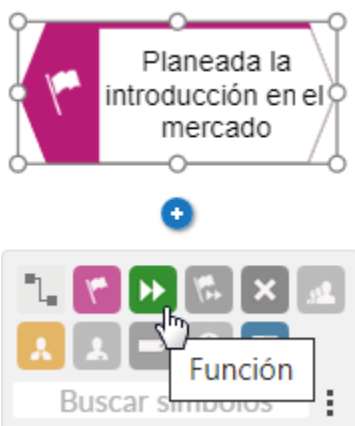 Planeada la
introducción en el
mercado
Función
Buscar símbolos